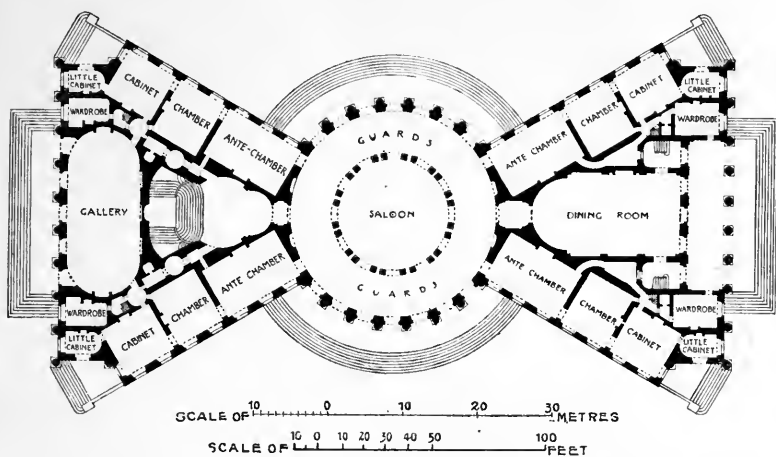 LITTLE
CABINET
CABINET
WARDROBE
CHAMBER
ANTE-CHAMBER
GUARDS
ANTE CHAMBER
CHAMBER
CABINET
LITTLE
CABINET
WARDROBE
GALLERY
SALOON
DINING ROOM
GUARDS
WARDROBE
LITTLE
CABINET
CABINET
CHAMBER
ANTE CHAMBER
ANTE CHAMBER
CHAMBER
CABINET
WARDROBE
LITTLE
CABINET
SCALE OF 10 0 10 20 30 METRES
SCALE OF 10 0 10 20 30 40 50 100 FEET